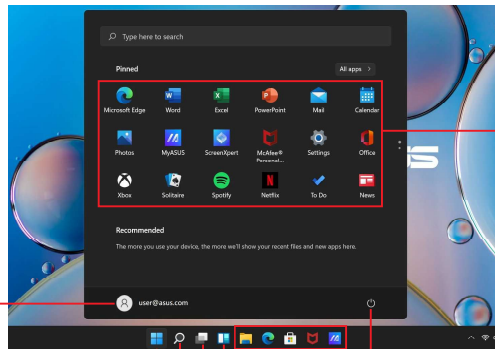 Type here to search
Pinned
All apps >
Microsoft Edge Word Excel PowerPoint Mail Calendar
Photos MyASUS ScreenXpert McAfee® Settings Office
Personal...
Xbox Solitaire Spotify Netflix To Do News
Recommended
The more you use your device, the more we'll show your recent files and new apps here.
user@asus.com